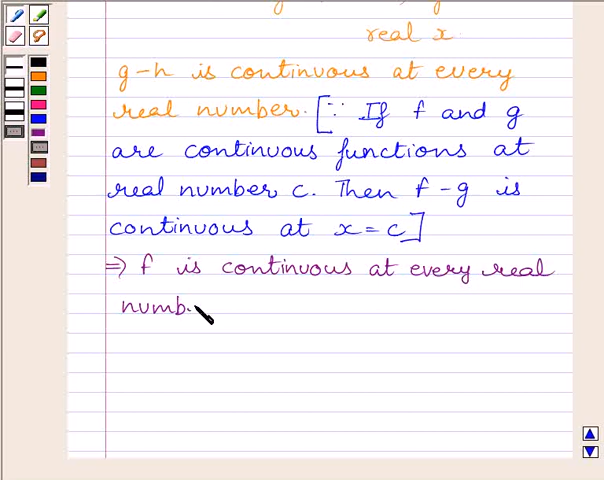 real x
g-h is continuous at every
real number. [∵ If f and g
are continuous functions at
real number c. Then f-g is
continuous at x = c]
⇒ f is continuous at every real
numb.